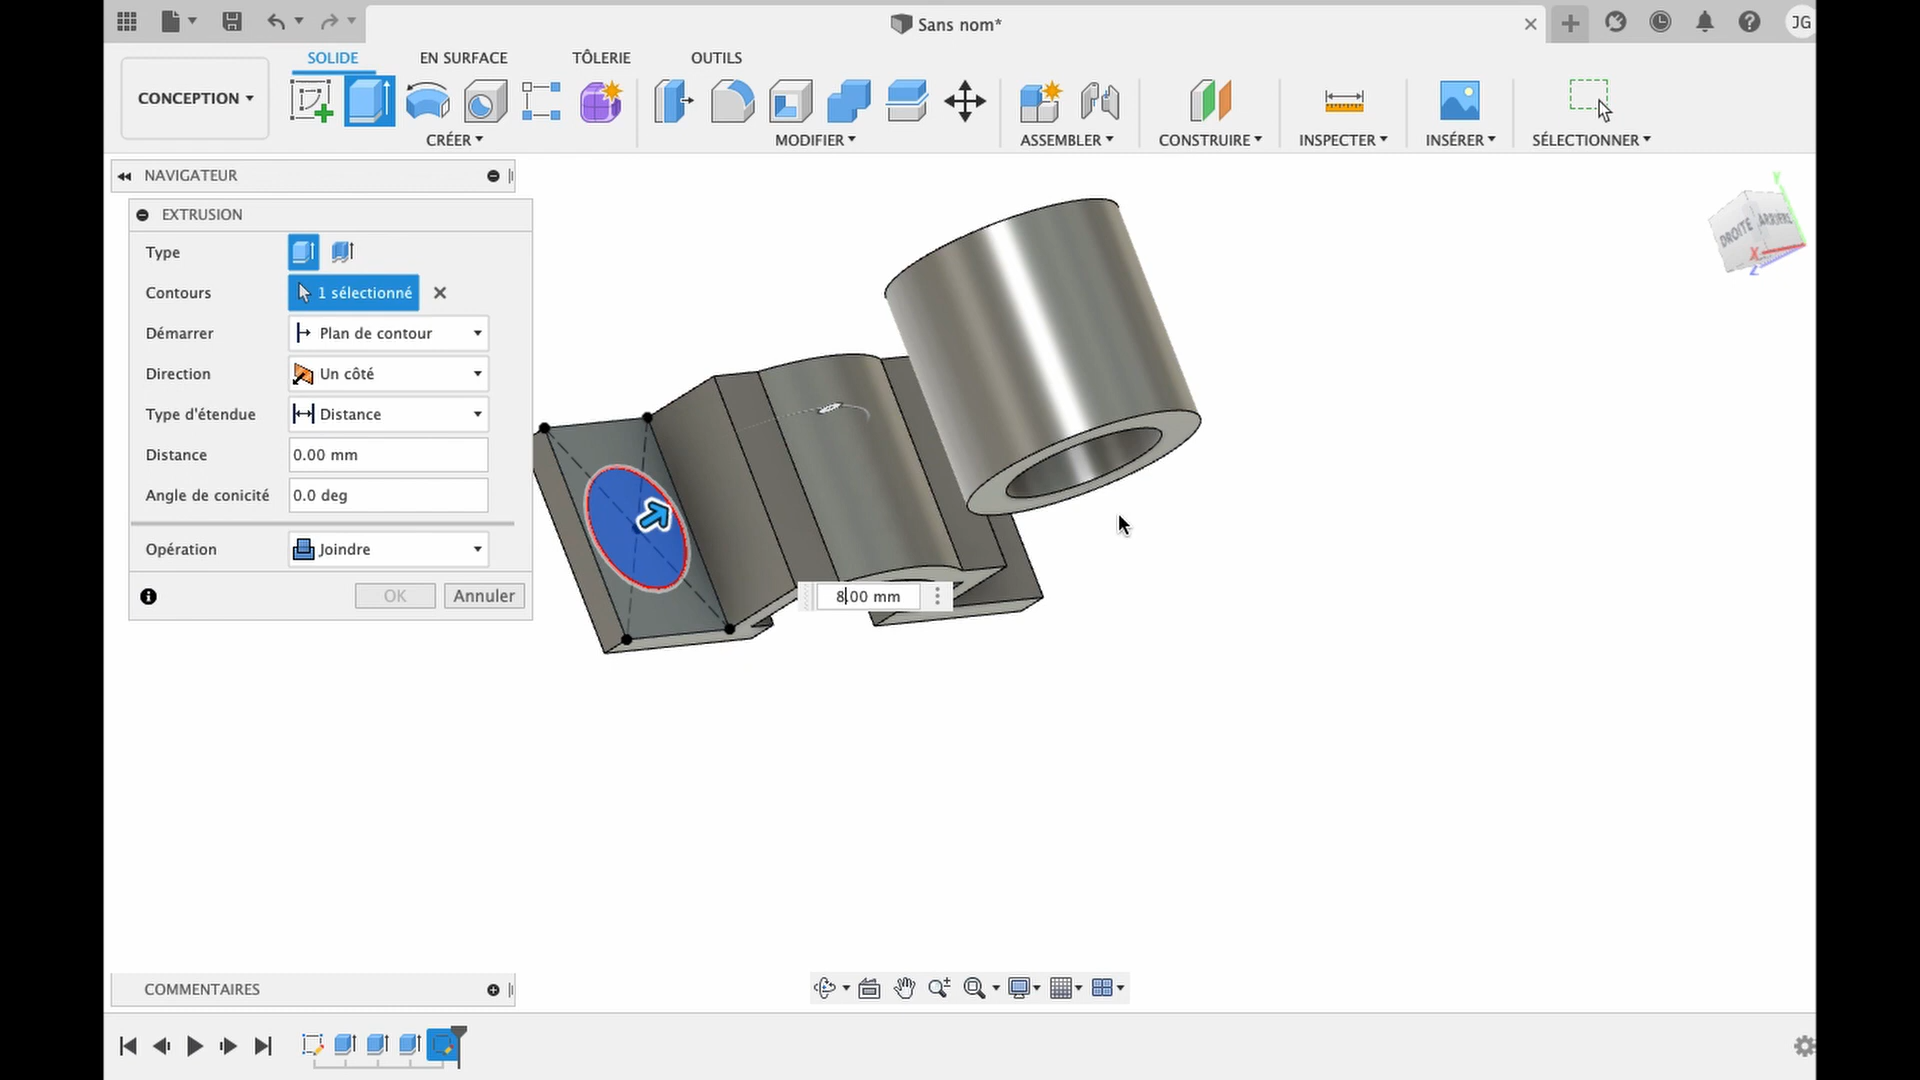 Sans nom*
JG
SOLIDE
EN SURFACE
TÔLERIE
OUTILS
CONCEPTION
CRÉER
MODIFIER
ASSEMBLER
CONSTRUIRE
INSPECTER
INSÉRER
SÉLECTIONNER
NAVIGATEUR
EXTRUSION
Type
Contours
1 sélectionné
Démarrer
Plan de contour
Direction
Un côté
Type d'étendue
Distance
Distance
0.00 mm
Angle de conicité
0.0 deg
Opération
Joindre
OK
Annuler
8.00 mm
DROITE
ARRIÈRE
Y
X
Z
COMMENTAIRES